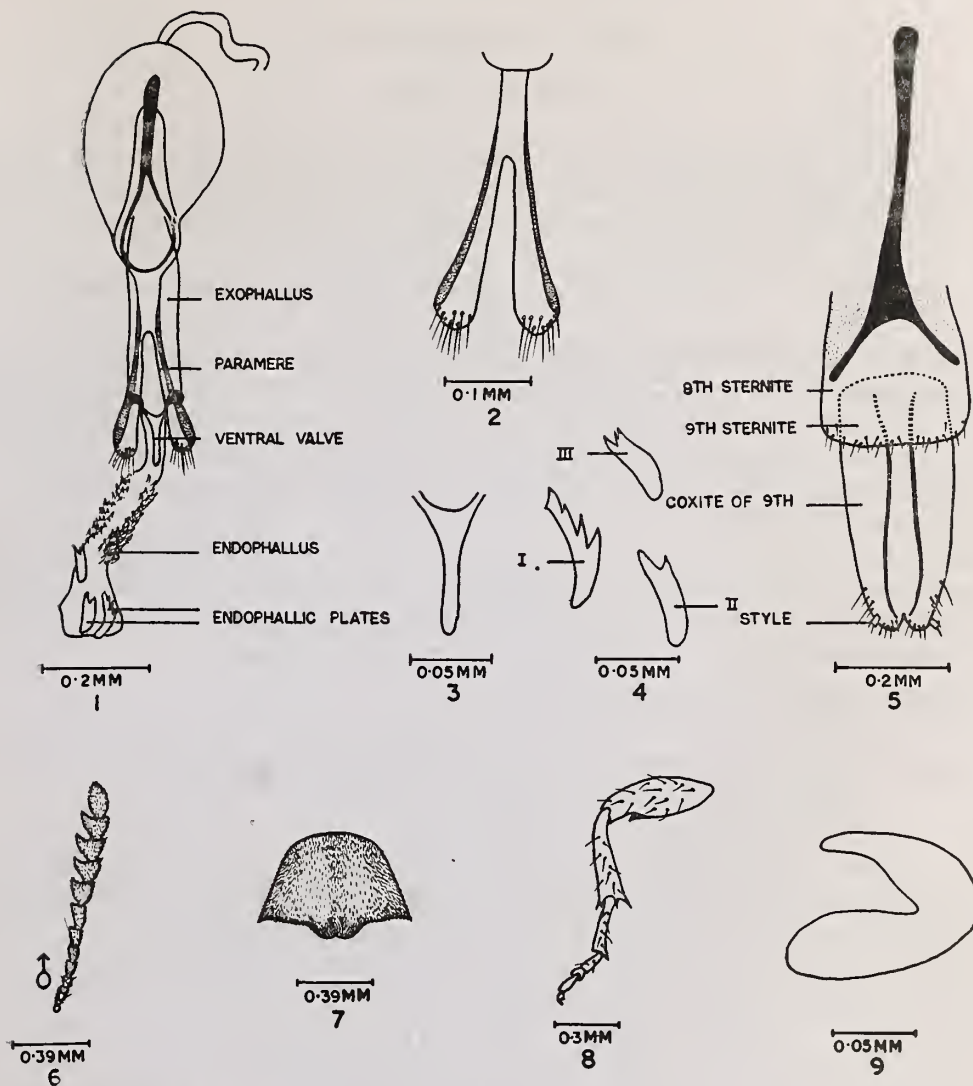 EXOPHALLUS
PARAMERE
VENTRAL VALVE
ENDOPHALLUS
ENDOPHALLIC PLATES
0·2MM
1
0·1MM
2
0·05MM
3
III
I.
II
0·05MM
4
8TH STERNITE
9TH STERNITE
COXITE OF 9TH
STYLE
0·2MM
5
♂
0·39MM
6
0·39MM
7
0·3MM
8
0·05MM
9